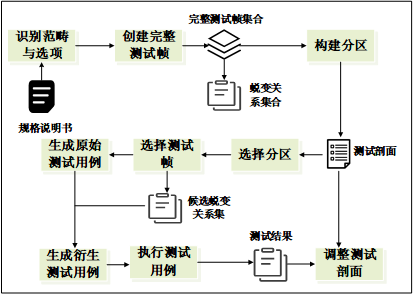 完整测试帧集合
识别范畴
与选项
创建完整
测试帧
构建分区
蜕变关
系集合
规格说明书
测试剖面
生成原始
测试用例
选择测试
帧
选择分区
候选蜕变
关系集
测试结果
生成衍生
测试用例
执行测试
用例
调整测试
剖面